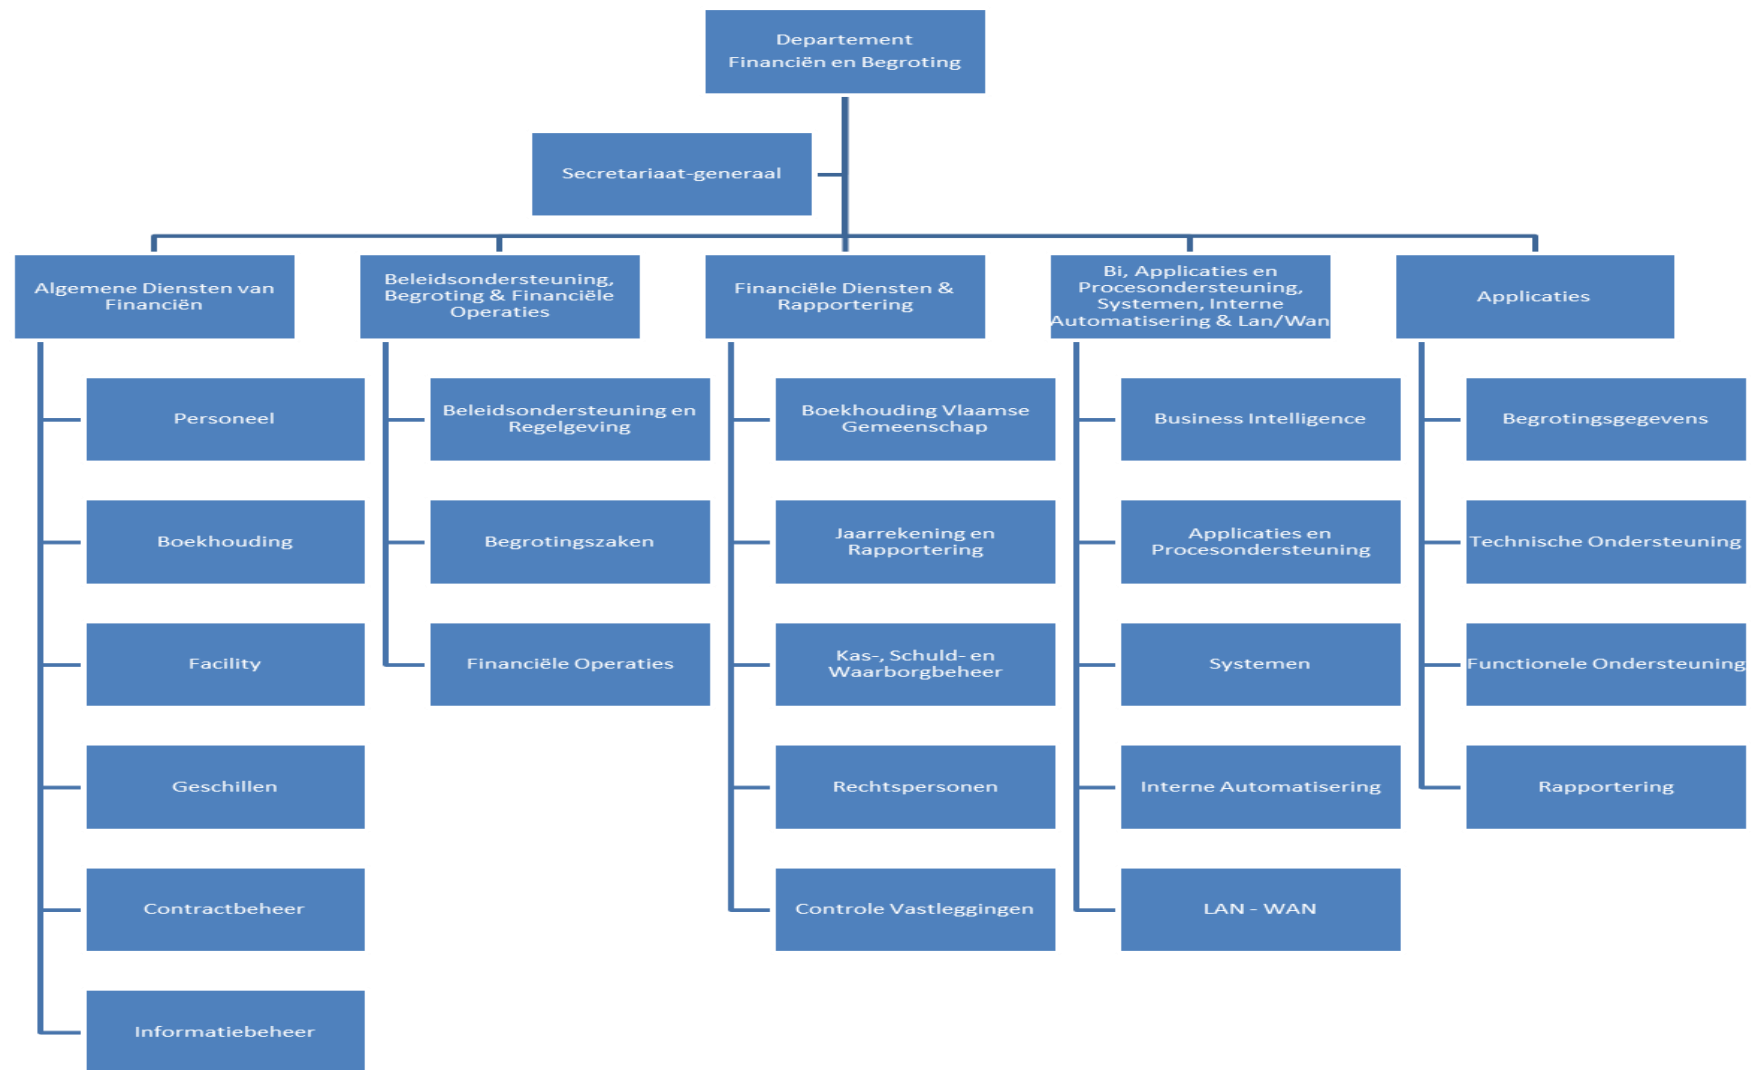 Departement
Financiën en Begroting
Secretariaat-generaal
Algemene Diensten van
Financiën
Beleidsondersteuning,
Begroting & Financiële
Operaties
Financiële Diensten &
Rapportering
Bi, Applicaties en
Procesondersteuning,
Systemen, Interne
Automatisering & Lan/Wan
Applicaties
Personeel
Boekhouding
Facility
Geschillen
Contractbeheer
Informatiebeheer
Beleidsondersteuning en
Regelgeving
Begrotingszaken
Financiële Operaties
Boekhouding Vlaamse
Gemeenschap
Jaarrekening en
Rapportering
Kas-, Schuld- en
Waarborgbeheer
Rechtspersonen
Controle Vastleggingen
Business Intelligence
Applicaties en
Procesondersteuning
Systemen
Interne Automatisering
LAN - WAN
Begrotingsgegevens
Technische Ondersteuning
Functionele Ondersteuning
Rapportering